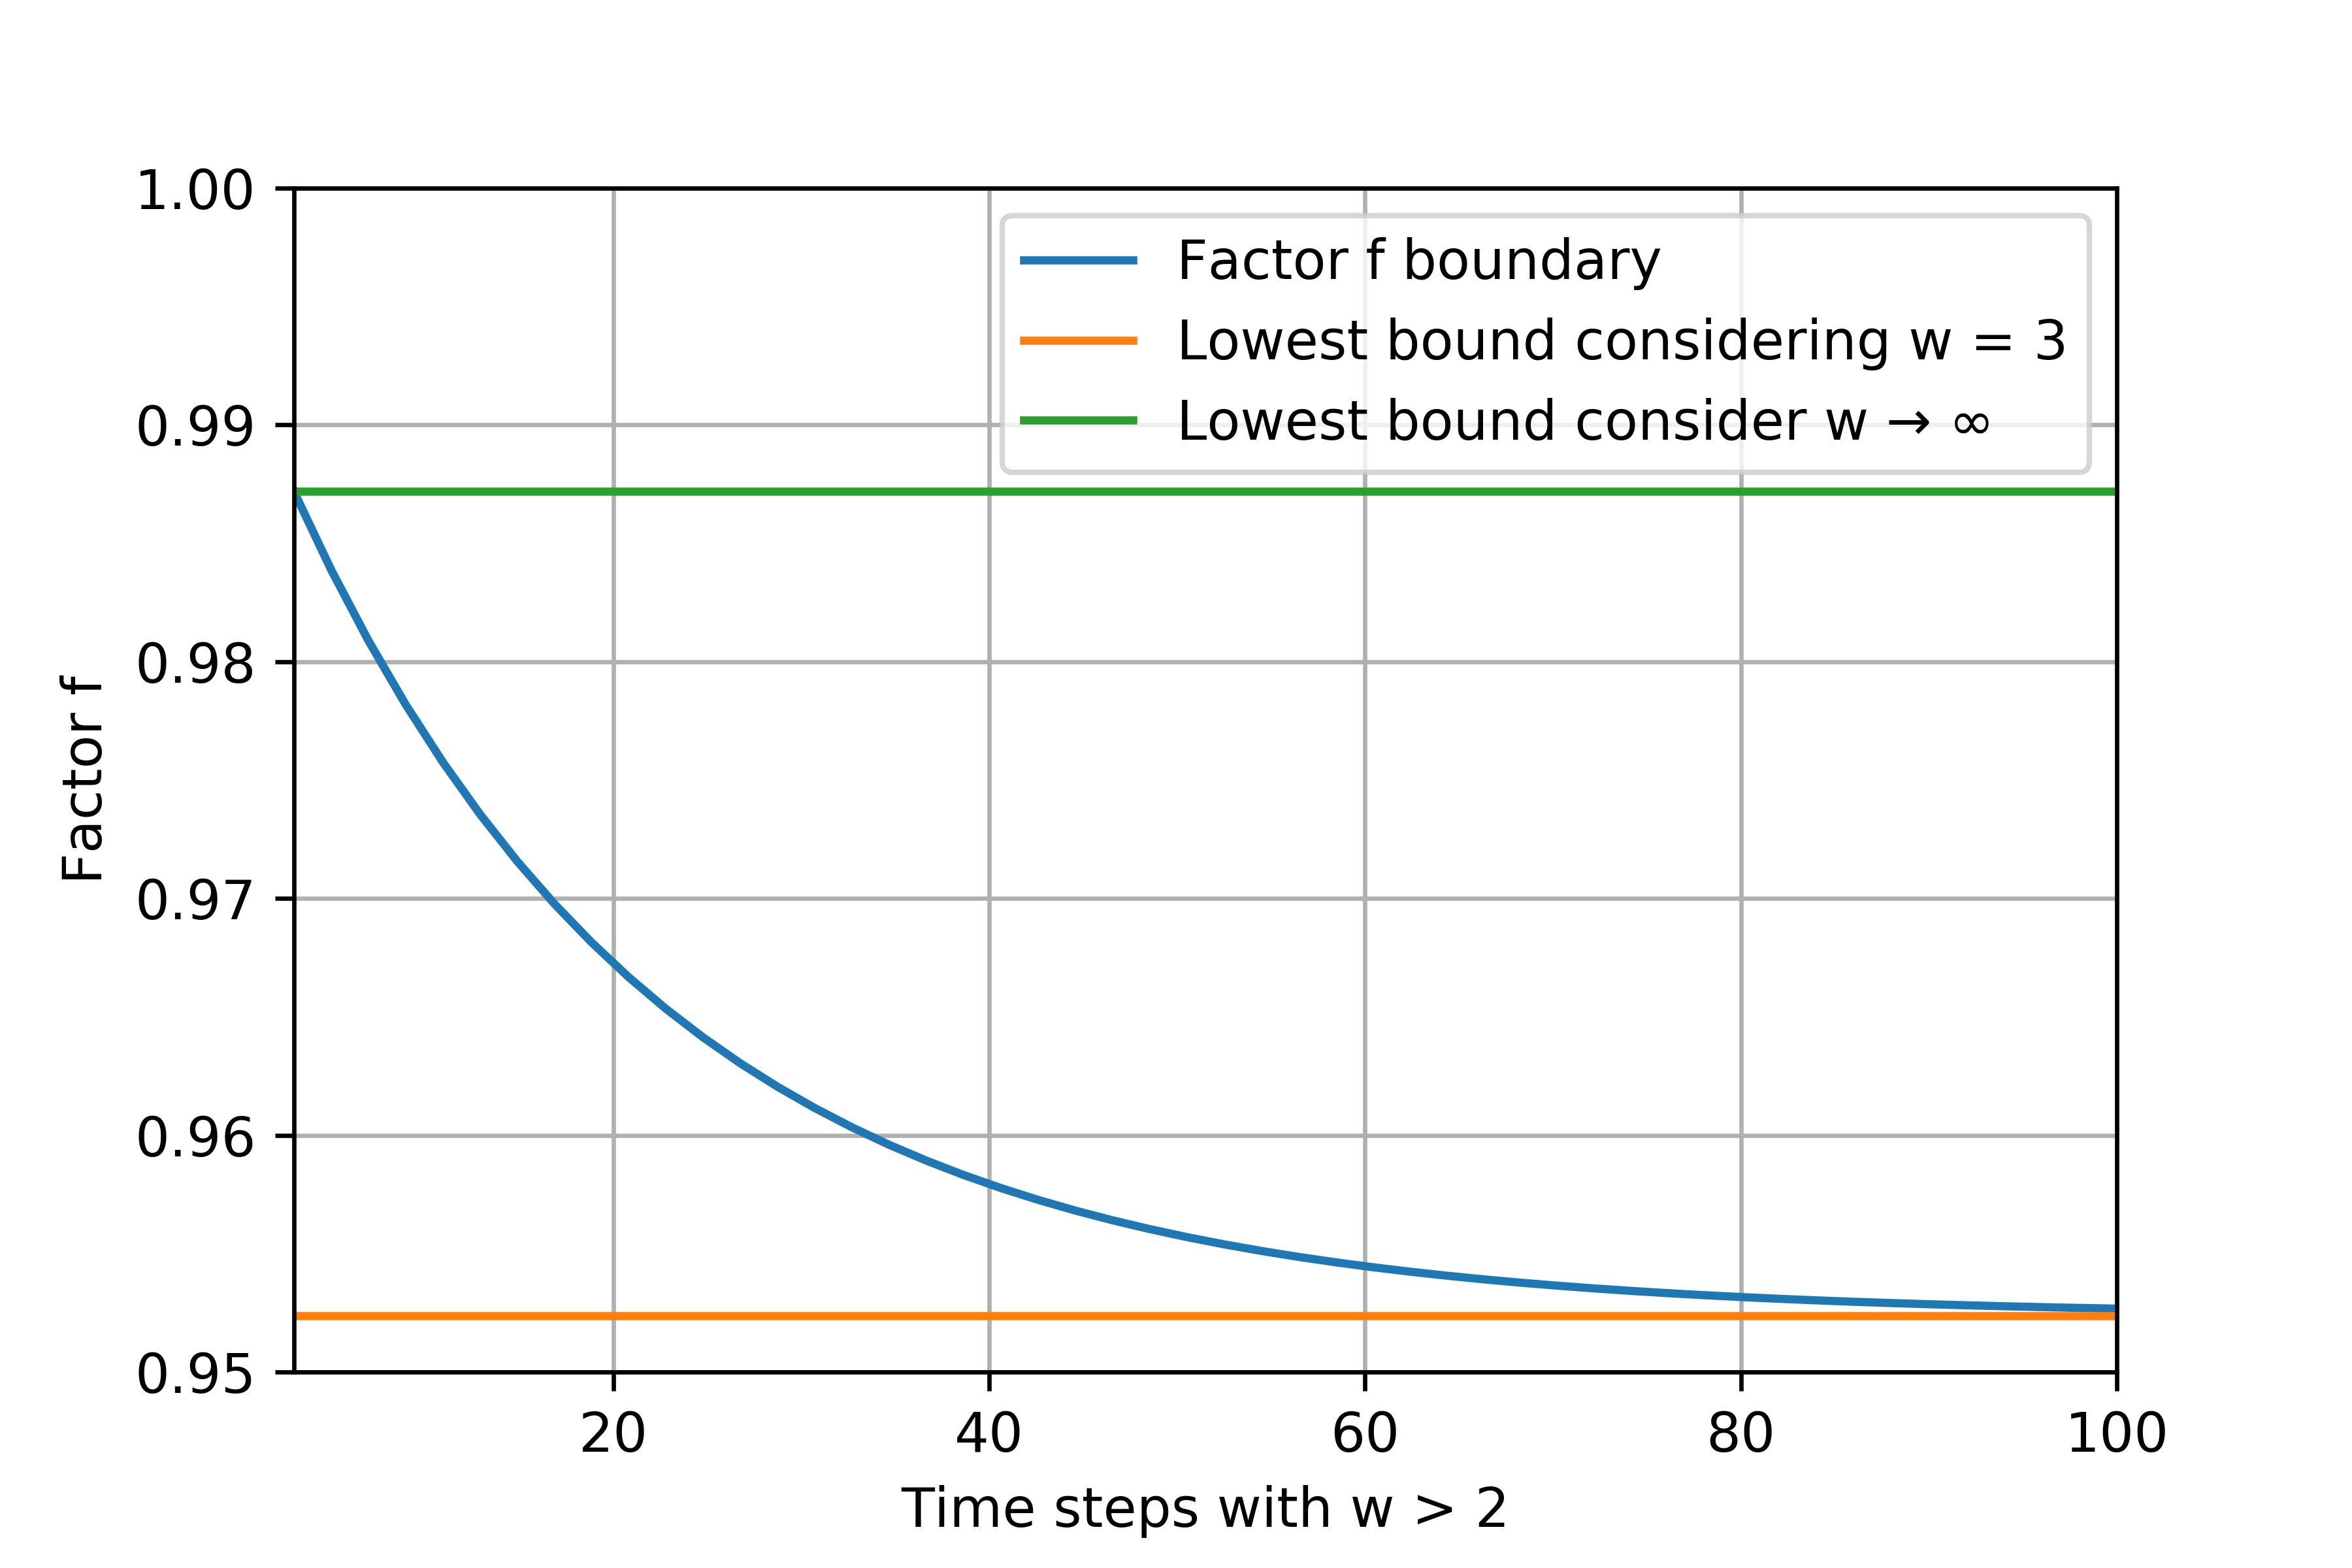 1.00
0.99
0.98
0.97
0.96
0.95
Factor f
Factor f boundary
Lowest bound considering w = 3
Lowest bound consider w → ∞
20 40 60 80 100
Time steps with w > 2